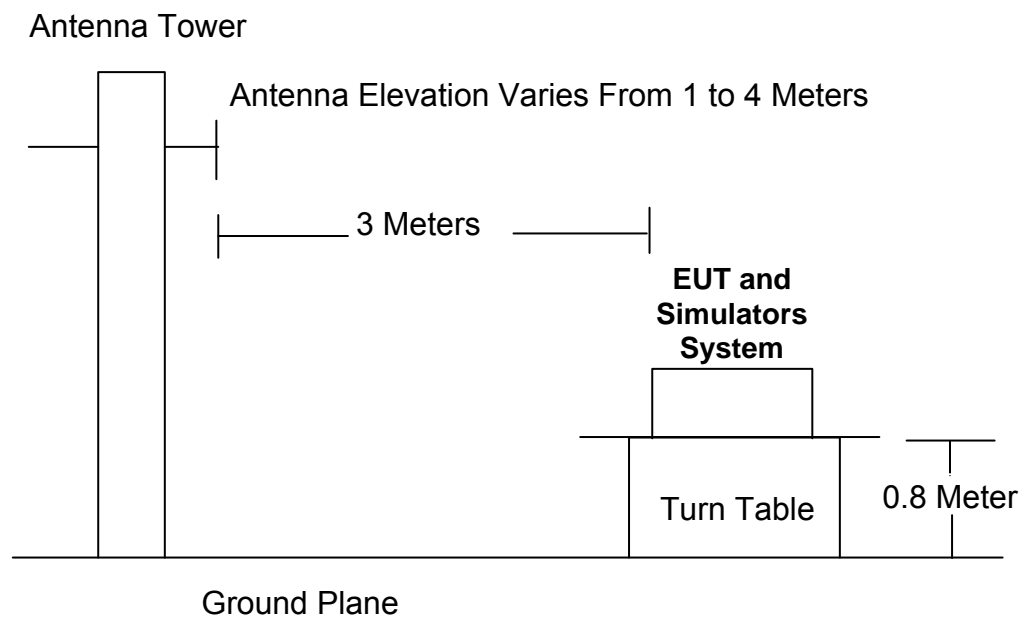 Antenna Tower
Antenna Elevation Varies From 1 to 4 Meters
3 Meters
EUT and
Simulators
System
Turn Table
0.8 Meter
Ground Plane